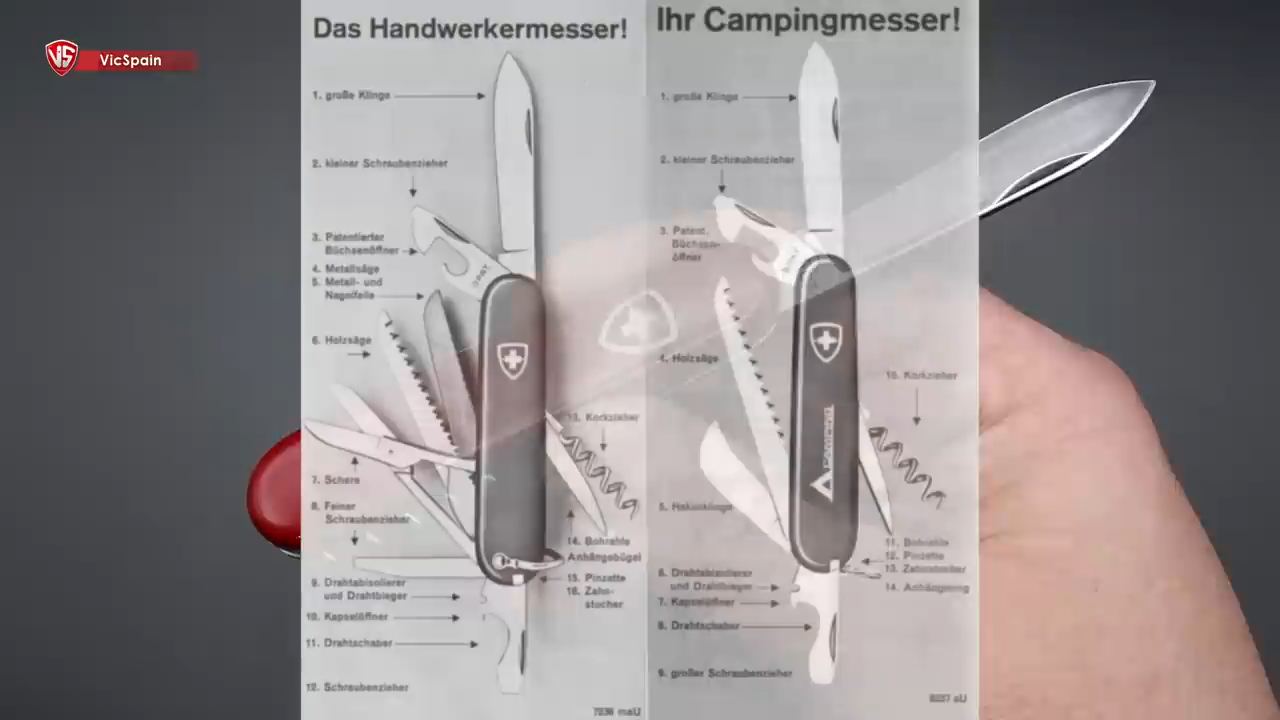 VS VicSpain
Das Handwerkermesser!
1. große Klinge
2. kleiner Schraubenzieher
3. Patentierter
Büchsenöffner
4. Metallsäge
5. Metall- und
Nagelfeile
6. Holzsäge
7. Schere
8. Feiner
Schraubenzieher
9. Drahtabisolierer
und Drahtbieger
10. Kapselöffner
11. Drahtschaber
12. Schraubenzieher
13. Korkzieher
14. Bohrahle
Anhängebügel
15. Pinzette
16. Zahn-
stocher
Ihr Campingmesser!
1. große Klinge
2. kleiner Schraubenzieher
3. Patent.
Büchsen-
öffner
4. Holzsäge
5. Hakenklinge
6. Drahtabisolierer
und Drahtbieger
7. Kapselöffner
8. Drahtschaber
9. großer Schraubenzieher
10. Korkzieher
11. Bohrahle
12. Pinzette
13. Zahnstocher
14. Anhängering